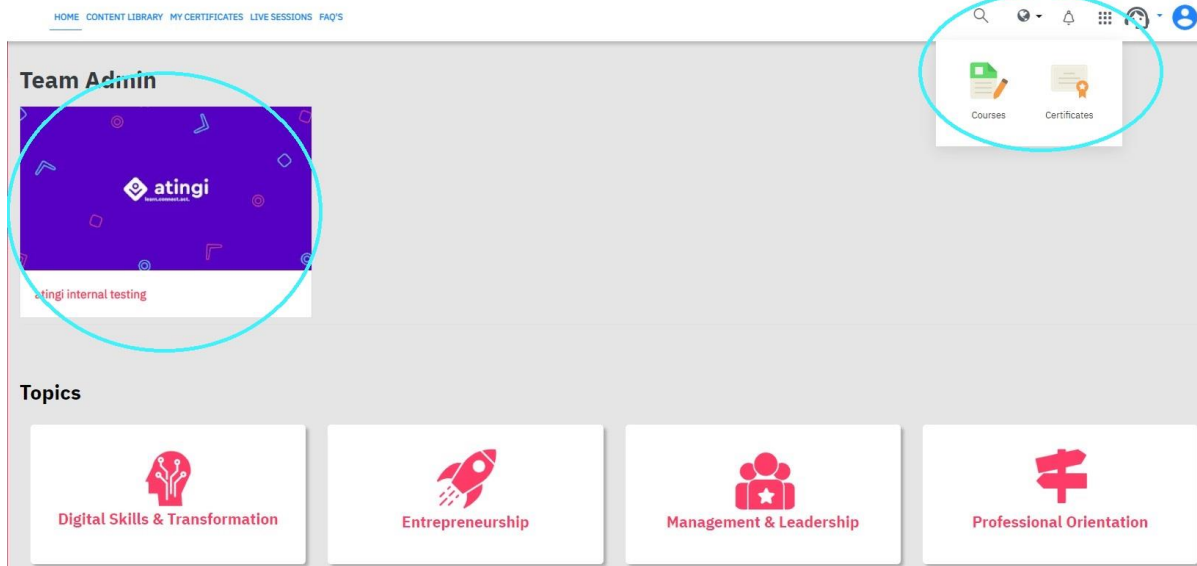 HOME CONTENT LIBRARY MY CERTIFICATES LIVE SESSIONS FAQ'S
Courses Certificates
Team Admin
atingi
learn.connect.act.
atingi internal testing
Topics
Digital Skills & Transformation
Entrepreneurship
Management & Leadership
Professional Orientation